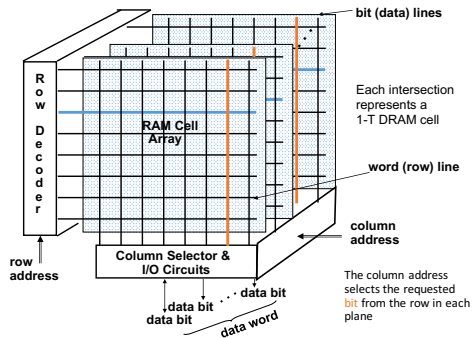 bit (data) lines
Row Decoder
Each intersection
represents a
1-T DRAM cell
RAM Cell
Array
word (row) line
column
address
Column Selector &
I/O Circuits
row
address
data bit
data bit
data bit
data word
The column address
selects the requested
bit from the row in each
plane